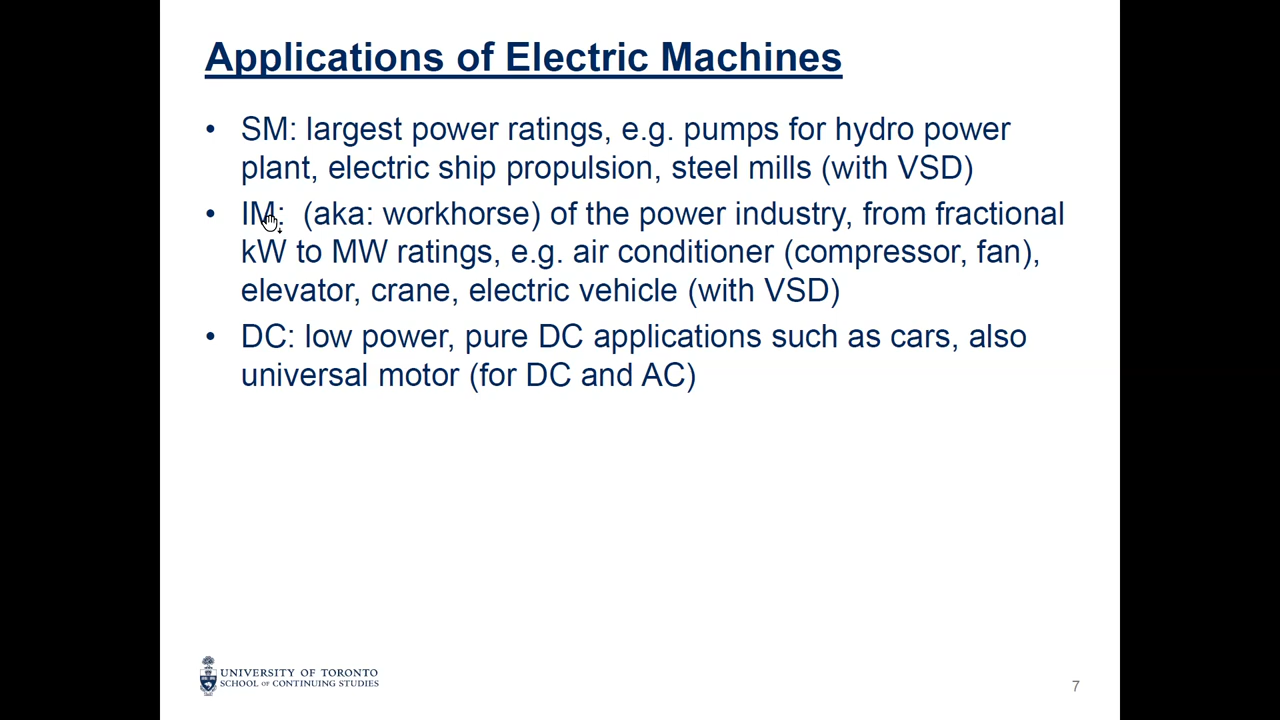 Applications of Electric Machines
• SM: largest power ratings, e.g. pumps for hydro power
plant, electric ship propulsion, steel mills (with VSD)
• IM: (aka: workhorse) of the power industry, from fractional
kW to MW ratings, e.g. air conditioner (compressor, fan),
elevator, crane, electric vehicle (with VSD)
• DC: low power, pure DC applications such as cars, also
universal motor (for DC and AC)
UNIVERSITY OF TORONTO
SCHOOL OF CONTINUING STUDIES
7